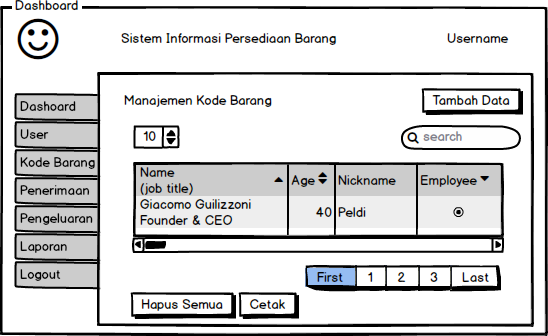 Dashboard
Sistem Informasi Persediaan Barang
Username
Manajemen Kode Barang
Tambah Data
Dashoard
User
Kode Barang
Penerimaan
Pengeluaran
Laporan
Logout
10
search
Name
(job title)
Age
Nickname
Employee
Giacomo Guilizzoni
Founder & CEO
40
Peldi
First
1
2
3
Last
Hapus Semua
Cetak